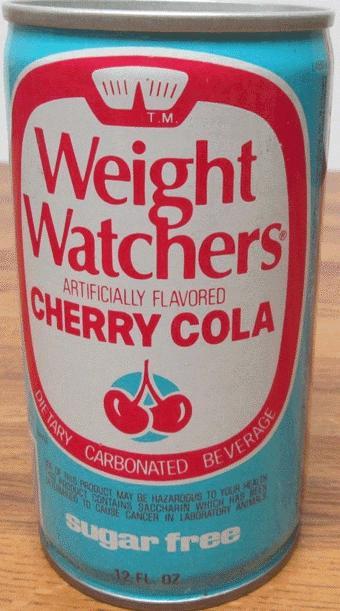 T.M.
Weight
Watchers®
ARTIFICIALLY FLAVORED
CHERRY COLA
DIETARY CARBONATED BEVERAGE
USE OF THIS PRODUCT MAY BE HAZARDOUS TO YOUR HEALTH
THIS PRODUCT CONTAINS SACCHARIN WHICH HAS BEEN
DETERMINED TO CAUSE CANCER IN LABORATORY ANIMALS
sugar free
12 FL. OZ.